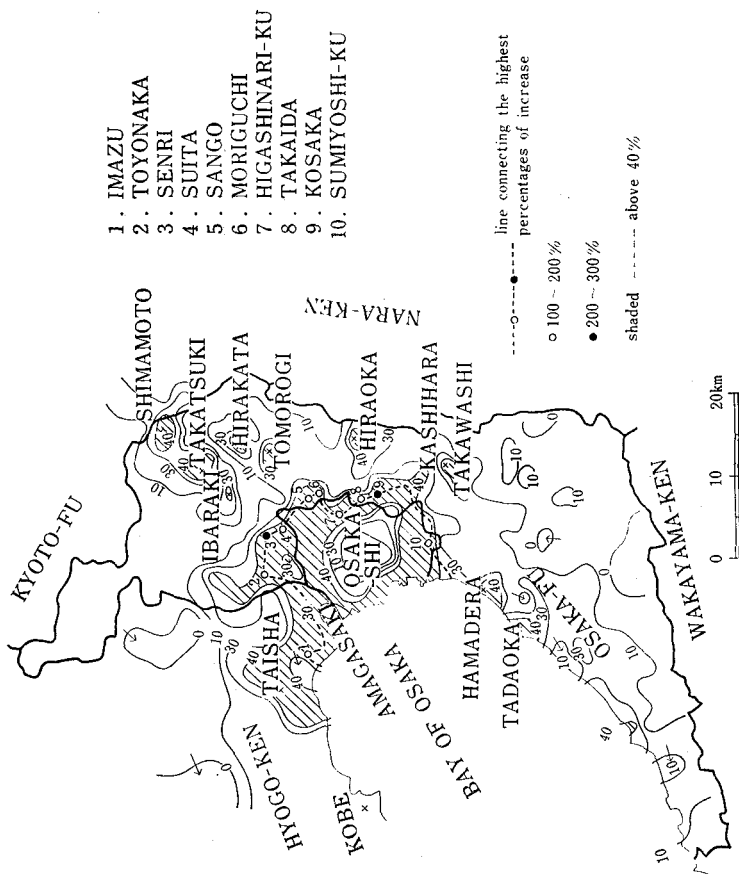 KYOTO-FU
SHIMAMOTO
IBARAKI
TAKATSUKI
HIRAKATA
TOMOROGI
NARA-KEN
HIRAOKA
KASHIHARA
TAKAWASHI
HYOGO-KEN
TAISHA
AMAGASAKI
OSAKA
SHI
KOBE
BAY OF OSAKA
HAMADERA
TADAOKA
OSAKA-FU
WAKAYAMA-KEN
1. IMAZU
2. TOYONAKA
3. SENRI
4. SUITA
5. SANGO
6. MORIGUCHI
7. HIGASHINARI-KU
8. TAKAIDA
9. KOSAKA
10. SUMIYOSHI-KU
line connecting the highest
percentages of increase
100~200%
200~300%
shaded ----- above 40%
0 10 20km